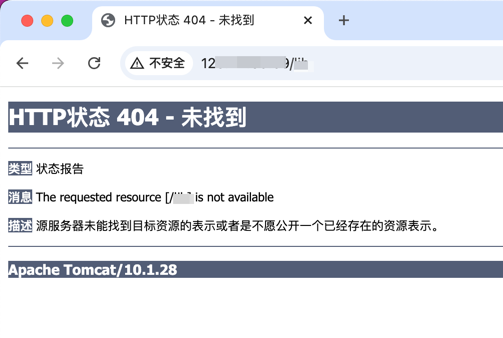 HTTP状态 404 - 未找到
不安全
HTTP状态 404 - 未找到
类型 状态报告
消息 The requested resource [/ ] is not available
描述 源服务器未能找到目标资源的表示或者是不愿公开一个已经存在的资源表示。
Apache Tomcat/10.1.28